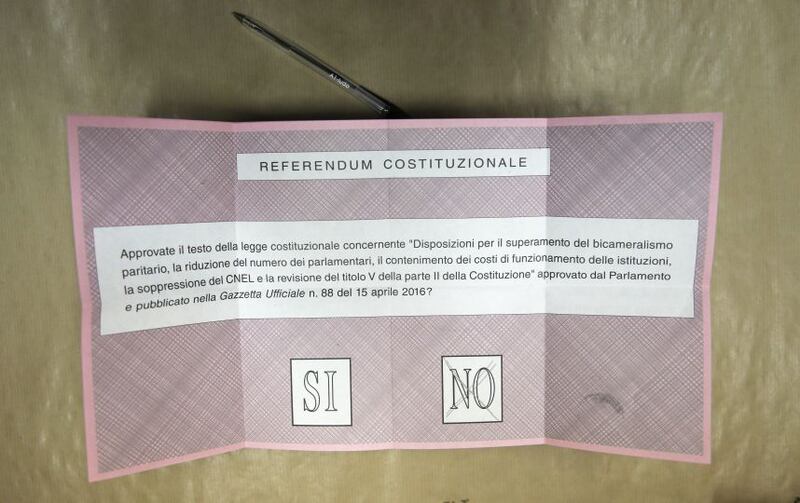 REFERENDUM COSTITUZIONALE
Approvate il testo della legge costituzionale concernente "Disposizioni per il superamento del bicameralismo
paritario, la riduzione del numero dei parlamentari, il contenimento dei costi di funzionamento delle istituzioni,
la soppressione del CNEL e la revisione del titolo V della parte II della Costituzione" approvato dal Parlamento
e pubblicato nella Gazzetta Ufficiale n. 88 del 15 aprile 2016?
SI NO